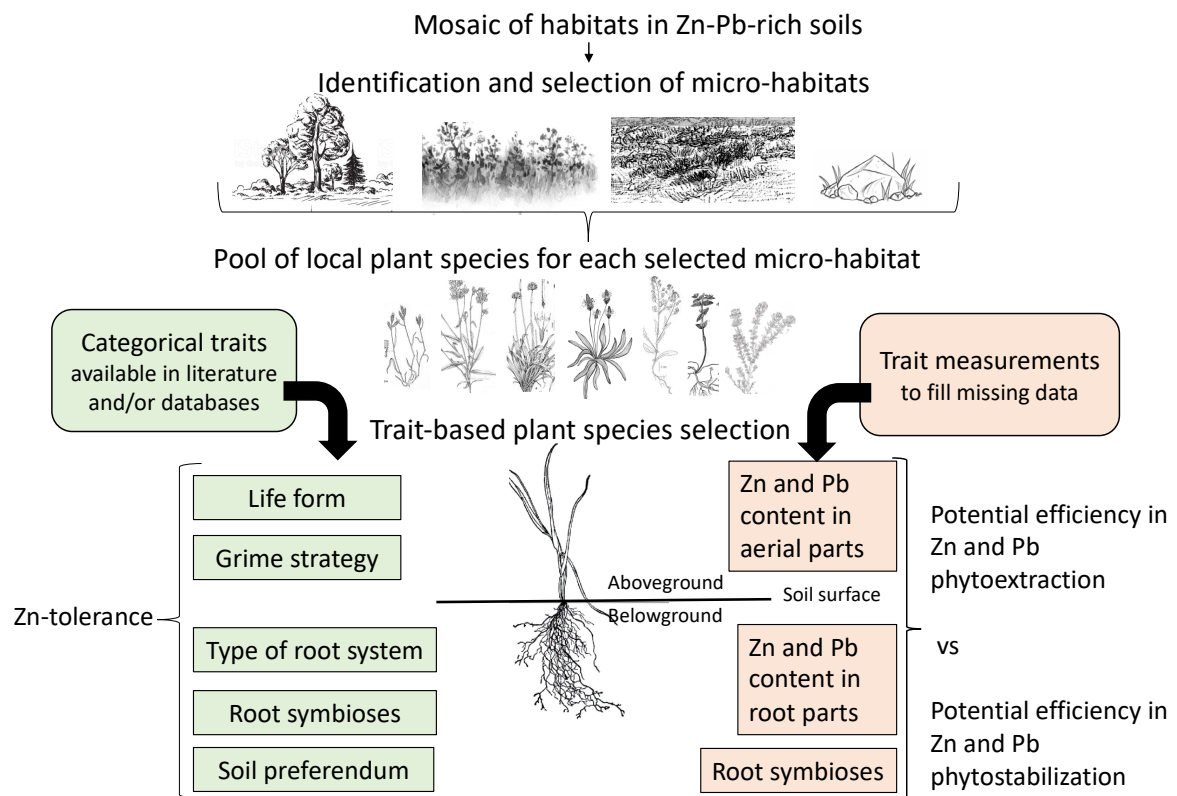 Mosaic of habitats in Zn-Pb-rich soils
Identification and selection of micro-habitats
Pool of local plant species for each selected micro-habitat
Categorical traits
available in literature
and/or databases
Trait measurements
to fill missing data
Trait-based plant species selection
Zn-tolerance
Life form
Grime strategy
Type of root system
Root symbioses
Soil preferendum
Aboveground
Soil surface
Belowground
Zn and Pb
content in
aerial parts
Zn and Pb
content in
root parts
Root symbioses
Potential efficiency in
Zn and Pb
phytoextraction
vs
Potential efficiency in
Zn and Pb
phytostabilization